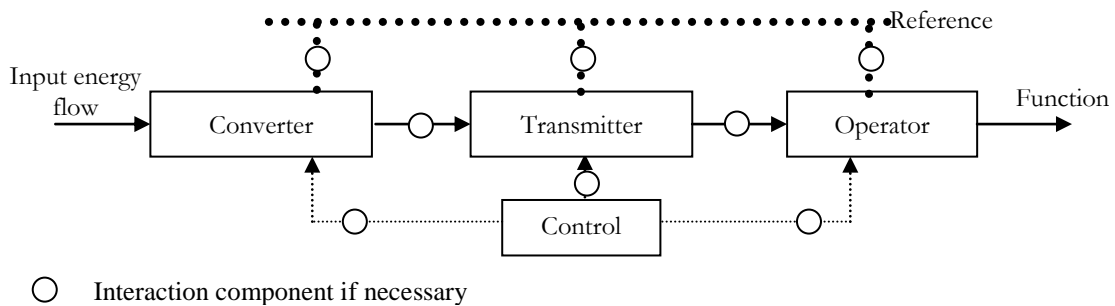 Reference
Input energy
flow
Converter
Transmitter
Operator
Function
Control
Interaction component if necessary